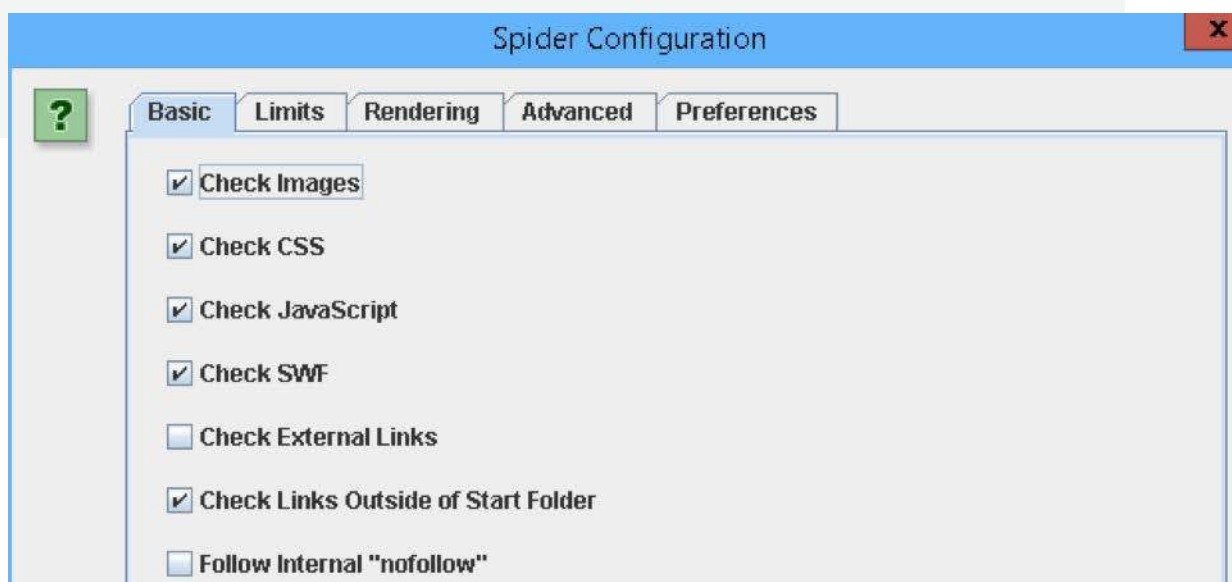 Spider Configuration
x
?
Basic Limits Rendering Advanced Preferences
Check Images
Check CSS
Check JavaScript
Check SWF
Check External Links
Check Links Outside of Start Folder
Follow Internal "nofollow"